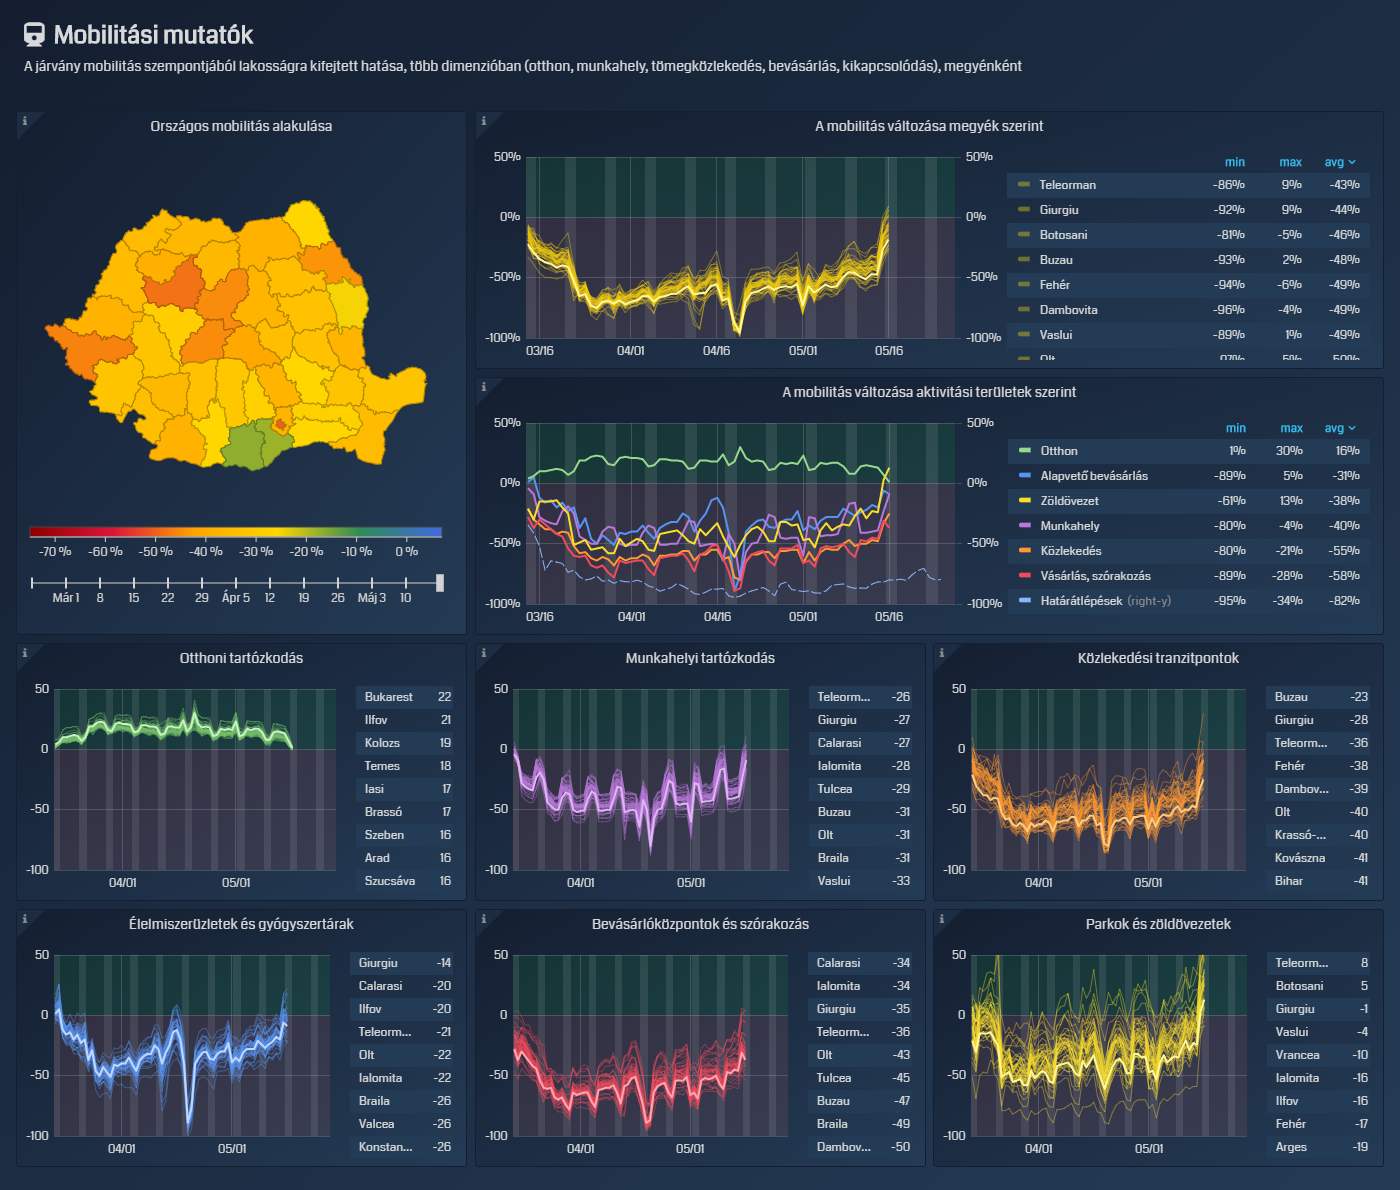 Mobilitási mutatók
A járvány mobilitás szempontjából lakosságra kifejtett hatása, több dimenzióban (otthon, munkahely, tömegközlekedés, bevásárlás, kikapcsolódás), megyénként
Országos mobilitás alakulása
-70 % -60 % -50 % -40 % -30 % -20 % -10 % 0 %
Már 1 8 15 22 29 Ápr 5 12 19 26 Máj 3 10
A mobilitás változása megyék szerint
50% 50%
0% 0%
-50% -50%
-100% -100%
03/16 04/01 04/16 05/01 05/16
min max avg
Teleorman -86% 9% -43%
Giurgiu -92% 9% -44%
Botosani -81% -5% -46%
Buzau -93% 2% -48%
Fehér -94% -6% -49%
Dambovita -96% -4% -49%
Vaslui -89% 1% -49%
A mobilitás változása aktivitási területek szerint
50% 50%
0% 0%
-50% -50%
-100% -100%
03/16 04/01 04/16 05/01 05/16
min max avg
Otthon 1% 30% 16%
Alapvető bevásárlás -89% 5% -31%
Zöldövezet -61% 13% -38%
Munkahely -80% -4% -40%
Közlekedés -80% -21% -55%
Vásárlás, szórakozás -89% -28% -58%
Határátlépések (right-y) -95% -34% -82%
Otthoni tartózkodás
50
0
-50
-100
04/01 05/01
Bukarest 22
Ilfov 21
Kolozs 19
Temes 18
Iasi 17
Brassó 17
Szeben 16
Arad 16
Szucsáva 16
Munkahelyi tartózkodás
50
0
-50
-100
04/01 05/01
Teleorm... -26
Giurgiu -27
Calarasi -27
Ialomita -28
Tulcea -29
Buzau -31
Olt -31
Braila -31
Vaslui -33
Közlekedési tranzitpontok
50
0
-50
-100
04/01 05/01
Buzau -23
Giurgiu -28
Teleorm... -36
Fehér -38
Dambov... -39
Olt -40
Krassó-... -40
Kovászna -41
Bihar -41
Élelmiszerüzletek és gyógyszertárak
50
0
-50
-100
04/01 05/01
Giurgiu -14
Calarasi -20
Ilfov -20
Teleorm... -21
Olt -22
Ialomita -22
Braila -26
Valcea -26
Konstan... -26
Bevásárlóközpontok és szórakozás
50
0
-50
-100
04/01 05/01
Calarasi -34
Ialomita -34
Giurgiu -35
Teleorm... -36
Olt -43
Tulcea -45
Buzau -47
Braila -49
Dambov... -50
Parkok és zöldövezetek
50
0
-50
-100
04/01 05/01
Teleorm... 8
Botosani 5
Giurgiu -1
Vaslui -4
Vrancea -10
Ialomita -16
Ilfov -16
Fehér -17
Arges -19